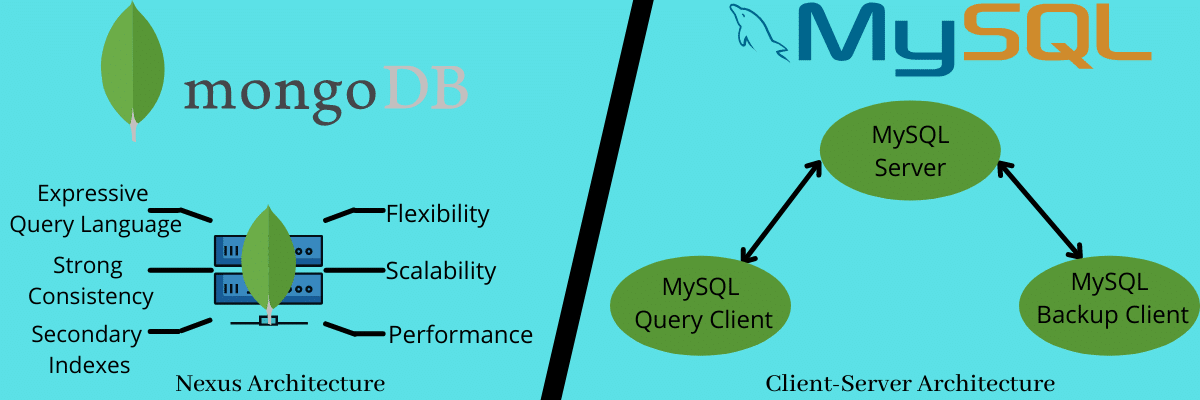 mongoDB
Expressive
Query Language
Strong
Consistency
Secondary
Indexes
Flexibility
Scalability
Performance
Nexus Architecture
MySQL
MySQL
Server
MySQL
Query Client
MySQL
Backup Client
Client-Server Architecture